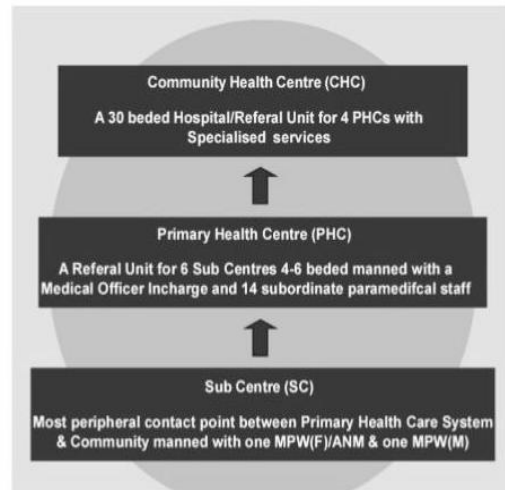 Community Health Centre (CHC)
A 30 beded Hospital/Referal Unit for 4 PHCs with
Specialised services
Primary Health Centre (PHC)
A Referal Unit for 6 Sub Centres 4-6 beded manned with a
Medical Officer Incharge and 14 subordinate paramedifcal staff
Sub Centre (SC)
Most peripheral contact point between Primary Health Care System
& Community manned with one MPW(F)/ANM & one MPW(M)